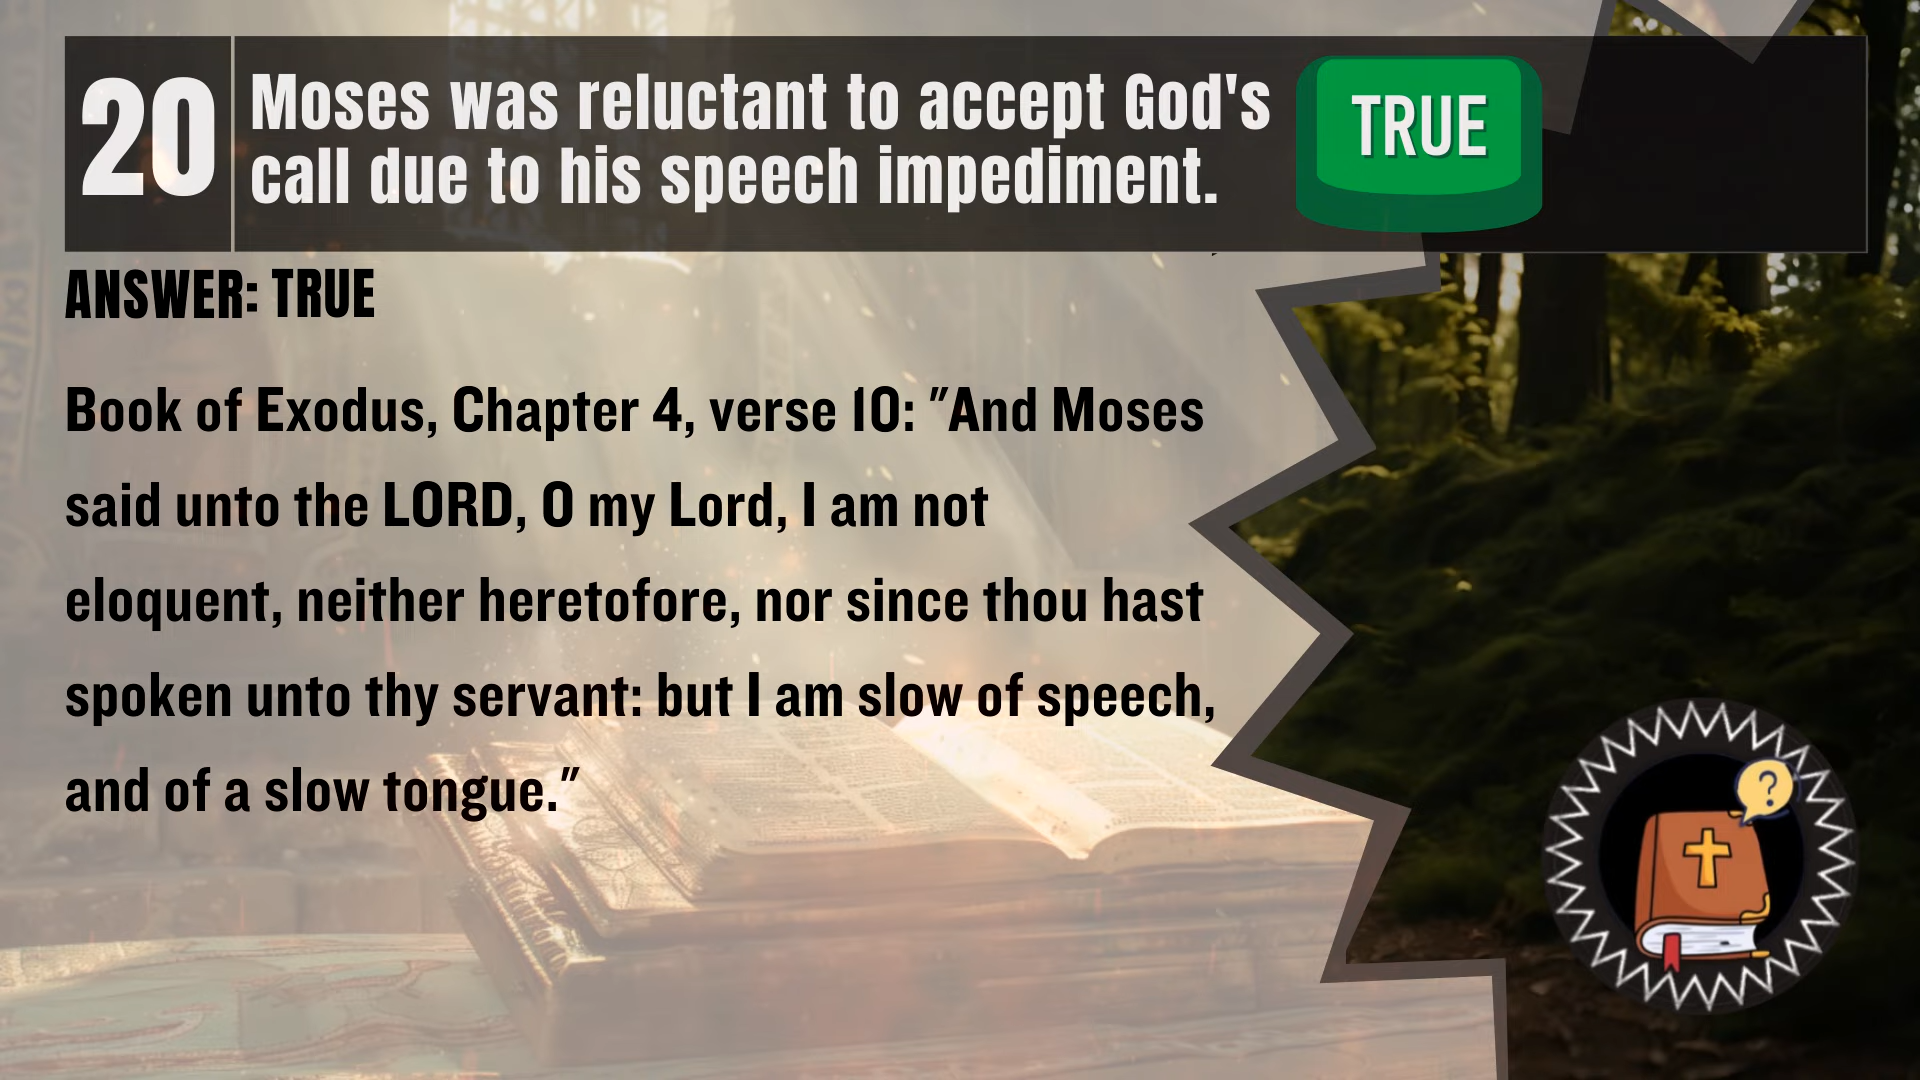 20
Moses was reluctant to accept God's
call due to his speech impediment.
TRUE
ANSWER: TRUE
Book of Exodus, Chapter 4, verse 10: "And Moses
said unto the LORD, O my Lord, I am not
eloquent, neither heretofore, nor since thou hast
spoken unto thy servant: but I am slow of speech,
and of a slow tongue."
?